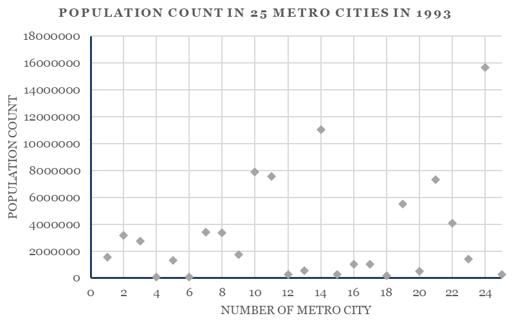 POPULATION COUNT IN 25 METRO CITIES IN 1993
18000000
16000000
14000000
12000000
10000000
8000000
6000000
4000000
2000000
0
POPULATION COUNT
0 2 4 6 8 10 12 14 16 18 20 22 24
NUMBER OF METRO CITY